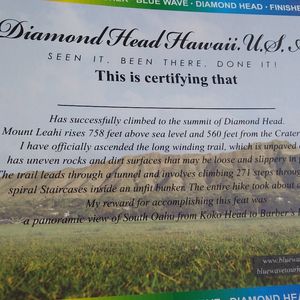 BLUE WAVE • DIAMOND HEAD • FINISHE
Diamond Head Hawaii. U.S.A
SEEN IT, BEEN THERE, DONE IT!
This is certifying that
Has successfully climbed to the summit of Diamond Head.
Mount Leahi rises 758 feet above sea level and 560 feet from the Crater
I have officially ascended the long winding trail, which is unpaved
has uneven rocks and dirt surfaces that may be loose and slippery in
The trail leads through a tunnel and involves climbing 271 steps through
spiral Staircases inside an unfit bunker. The entire hike took about
My reward for accomplishing this feat was
a panoramic view of South Oahu from Koko Head to Barber's
www.bluewa
bluewavetours
DIAMOND HEA